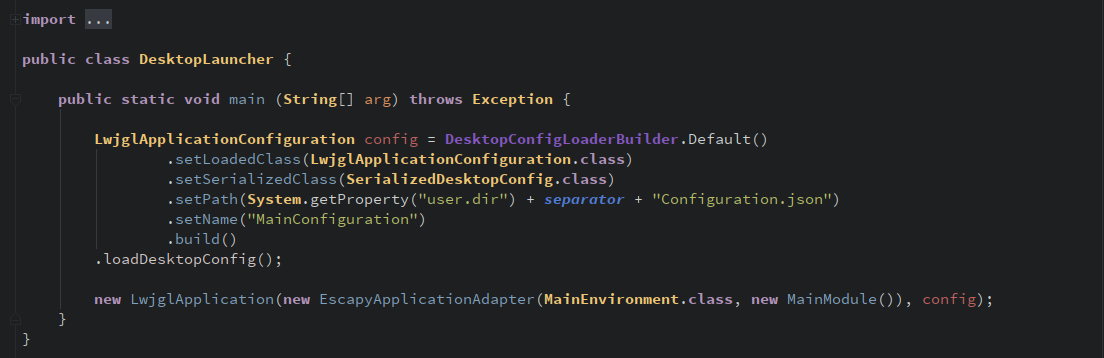 import ...
public class DesktopLauncher {
public static void main (String[] arg) throws Exception {
LwjglApplicationConfiguration config = DesktopConfigLoaderBuilder.Default()
.setLoadedClass(LwjglApplicationConfiguration.class)
.setSerializedClass(SerializedDesktopConfig.class)
.setPath(System.getProperty("user.dir") + separator + "Configuration.json")
.setName("MainConfiguration")
.build()
.loadDesktopConfig();
new LwjglApplication(new EscapyApplicationAdapter(MainEnvironment.class, new MainModule()), config);
}
}